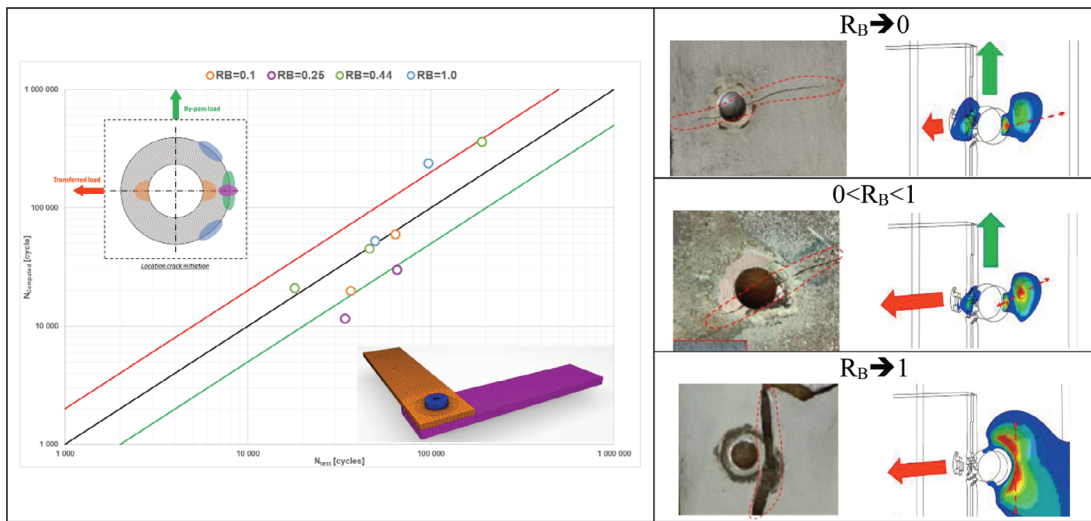 RB=0.1 RB=0.25 RB=0.44 RB=1.0
1 000 000
100 000
10 000
1 000
N_Computed [cycle]
By-pass load
Transferred load
Location crack initiation
1 000 10 000 100 000 1 000 000
N_TEST [cycles]
R_B➔0
0<R_B<1
R_B➔1